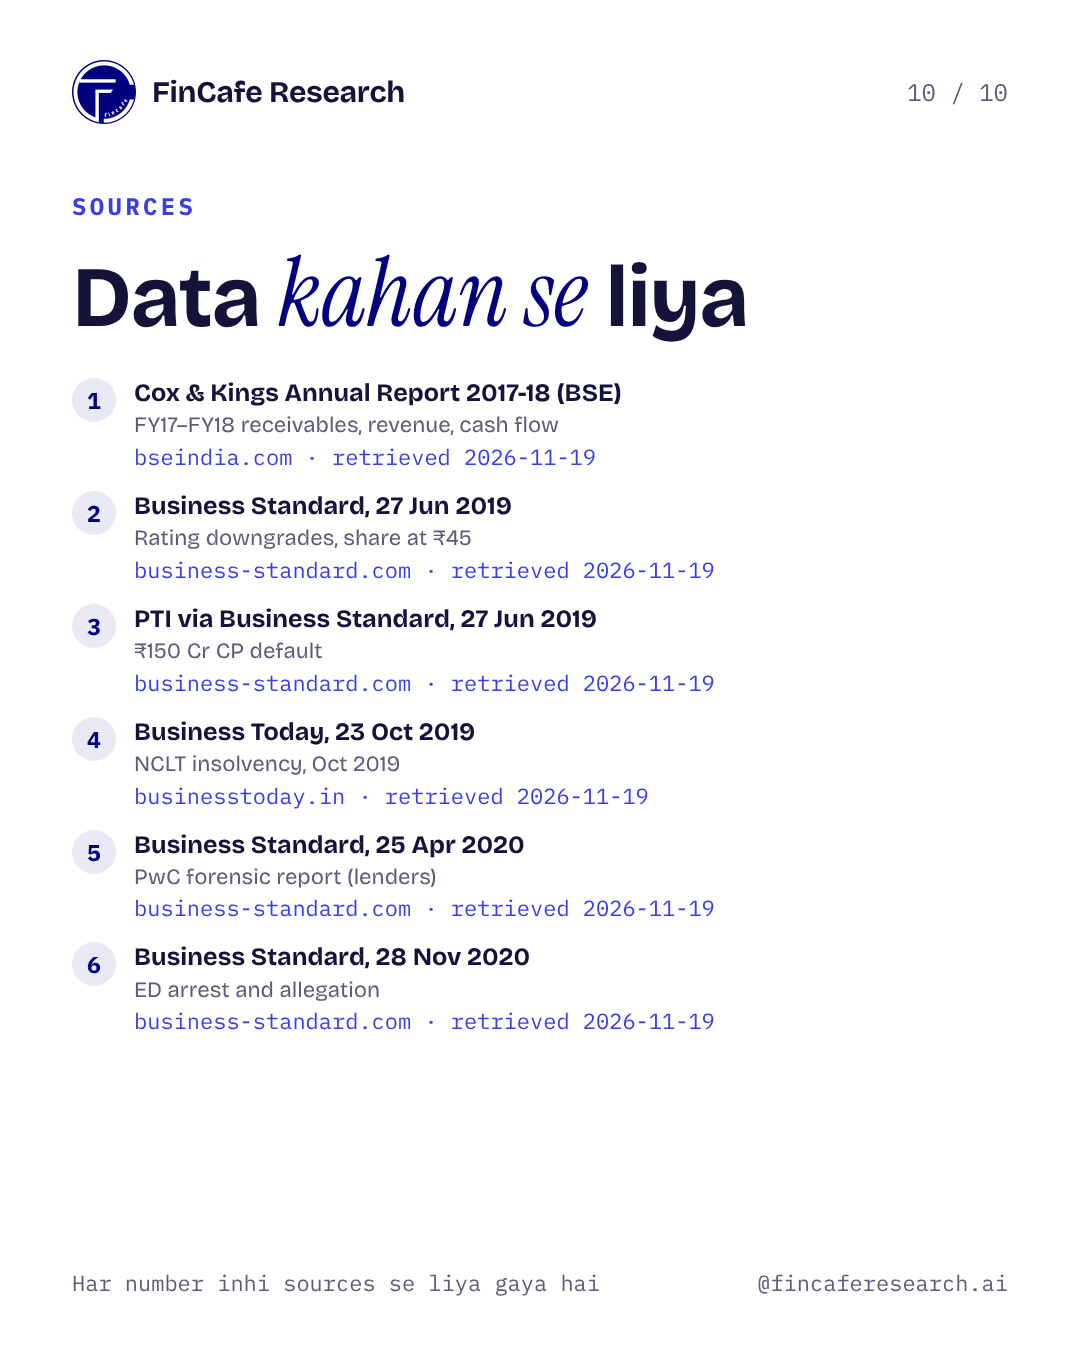 FinCafe Research
10 / 10
SOURCES
Data kahan se liya
1
Cox & Kings Annual Report 2017-18 (BSE)
FY17–FY18 receivables, revenue, cash flow
bseindia.com · retrieved 2026-11-19
2
Business Standard, 27 Jun 2019
Rating downgrades, share at ₹45
business-standard.com · retrieved 2026-11-19
3
PTI via Business Standard, 27 Jun 2019
₹150 Cr CP default
business-standard.com · retrieved 2026-11-19
4
Business Today, 23 Oct 2019
NCLT insolvency, Oct 2019
businesstoday.in · retrieved 2026-11-19
5
Business Standard, 25 Apr 2020
PwC forensic report (lenders)
business-standard.com · retrieved 2026-11-19
6
Business Standard, 28 Nov 2020
ED arrest and allegation
business-standard.com · retrieved 2026-11-19
Har number inhi sources se liya gaya hai
@fincaferesearch.ai